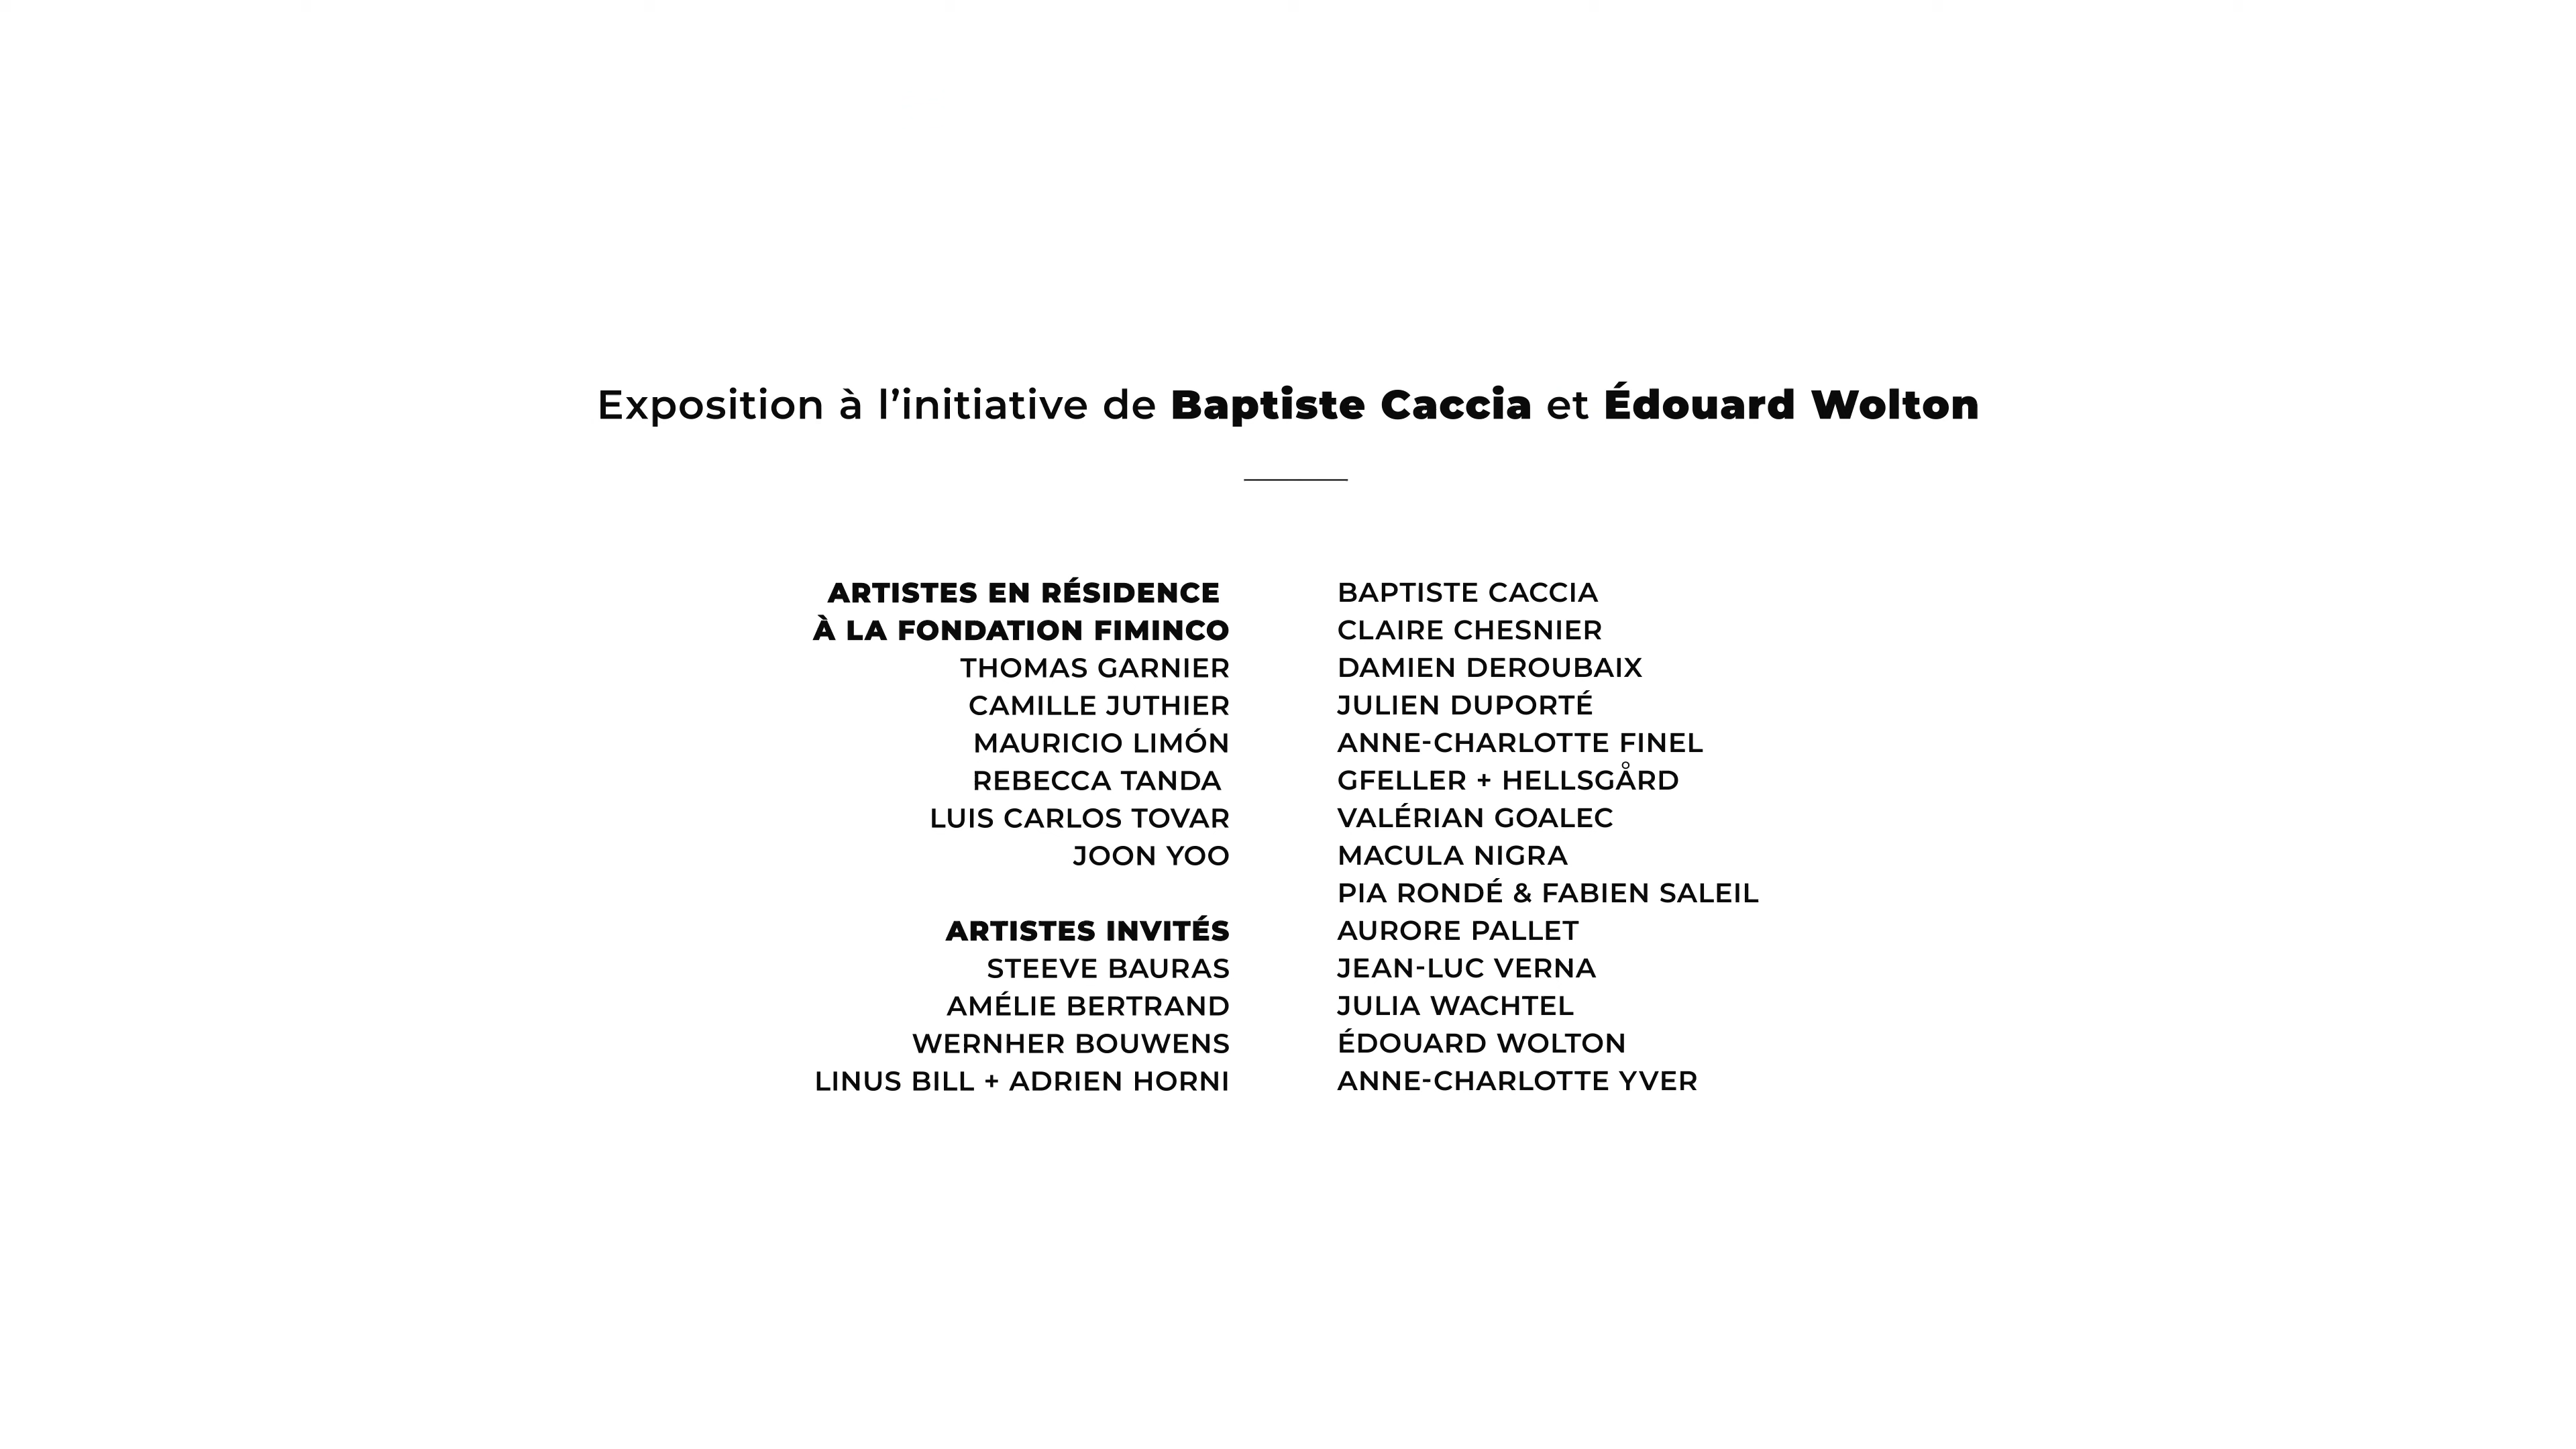 Exposition à l’initiative de Baptiste Caccia et Édouard Wolton
ARTISTES EN RÉSIDENCE
À LA FONDATION FIMINCO
THOMAS GARNIER
CAMILLE JUTHIER
MAURICIO LIMÓN
REBECCA TANDA
LUIS CARLOS TOVAR
JOON YOO
ARTISTES INVITÉS
STEEVE BAURAS
AMÉLIE BERTRAND
WERNHER BOUWENS
LINUS BILL + ADRIEN HORNI
BAPTISTE CACCIA
CLAIRE CHESNIER
DAMIEN DEROUBAIX
JULIEN DUPORTÉ
ANNE-CHARLOTTE FINEL
GFELLER + HELLSGÅRD
VALÉRIAN GOALEC
MACULA NIGRA
PIA RONDÉ & FABIEN SALEIL
AURORE PALLET
JEAN-LUC VERNA
JULIA WACHTEL
ÉDOUARD WOLTON
ANNE-CHARLOTTE YVER